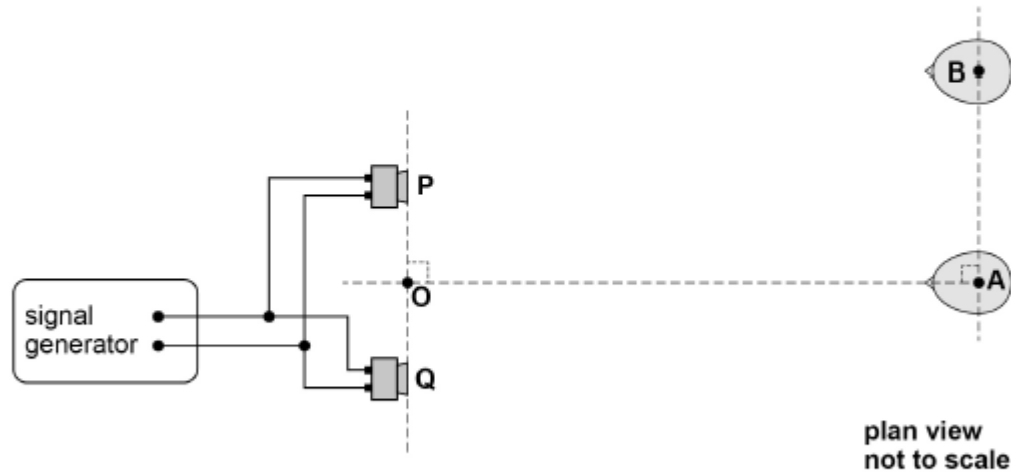 B
P
O
A
signal
generator
Q
plan view
not to scale